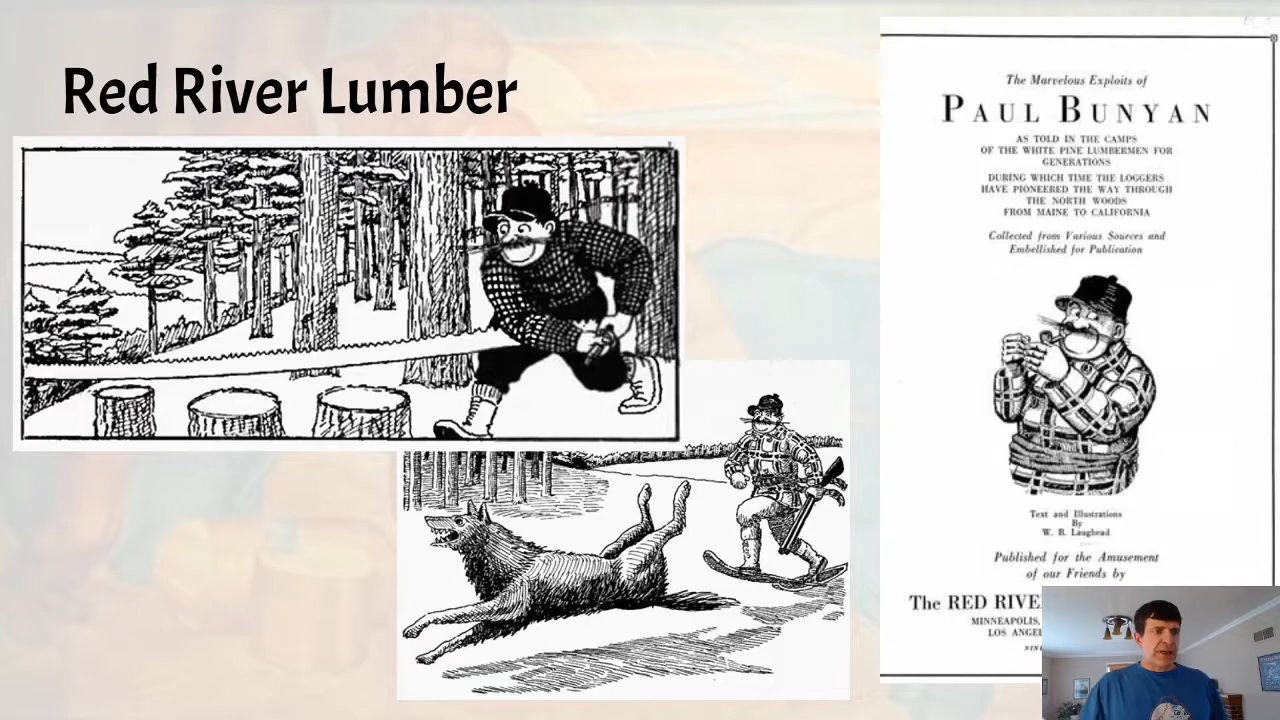 Red River Lumber
The Marvelous Exploits of
PAUL BUNYAN
AS TOLD IN THE CAMPS
OF THE WHITE PINE LUMBERMEN FOR
GENERATIONS
DURING WHICH TIME THE LOGGERS
HAVE PIONEERED THE WAY THROUGH
THE NORTH WOODS
FROM MAINE TO CALIFORNIA
Collected from Various Sources and
Embellished for Publication
Text and Illustrations
By
W. B. Laughead
Published for the Amusement
of our Friends by
The RED RIVE
MINNEAPOLIS,
LOS ANGE